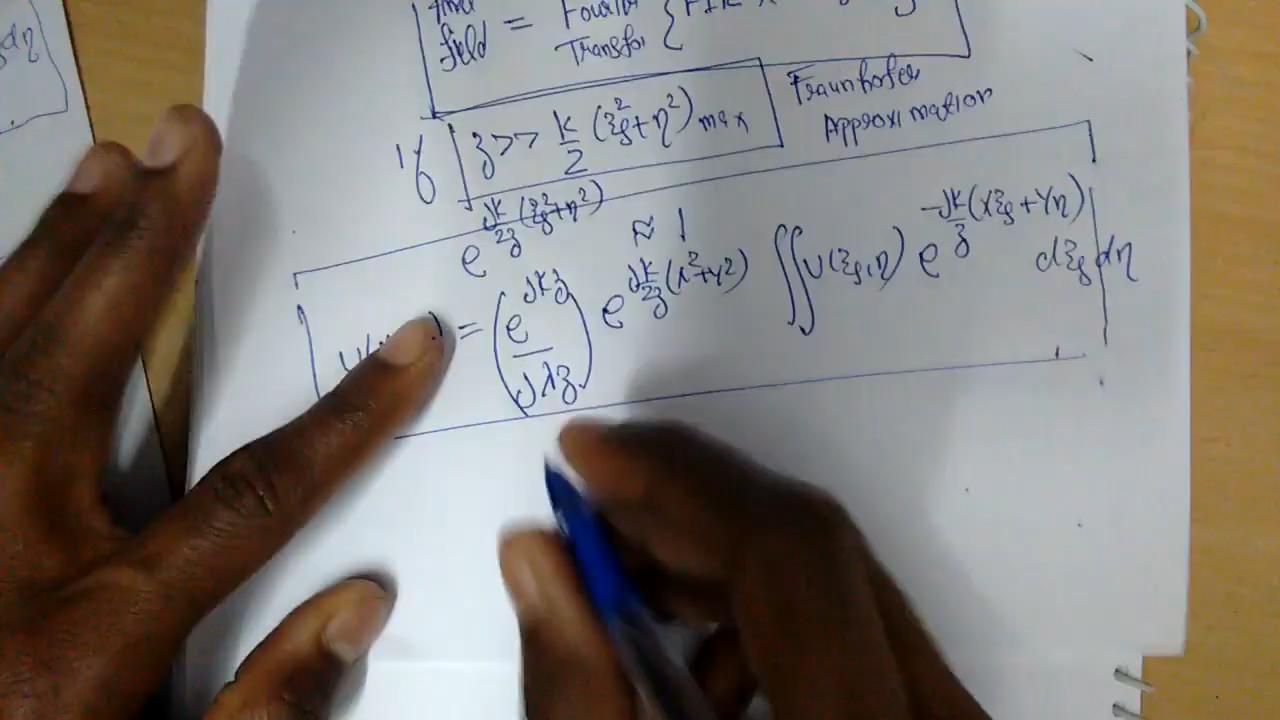 field = Fourier
Transfor {
if z >> k/2 (ξ²+η²)max Fraunhofer
Approximation
e^{jk/2z (ξ²+η²)} ≈ 1
= (e^{jkz}/jλz) e^{jk/2z (x²+y²)} ∬ U(ξ,η) e^{-jk/z (xξ+yη)} dξ dη
dη